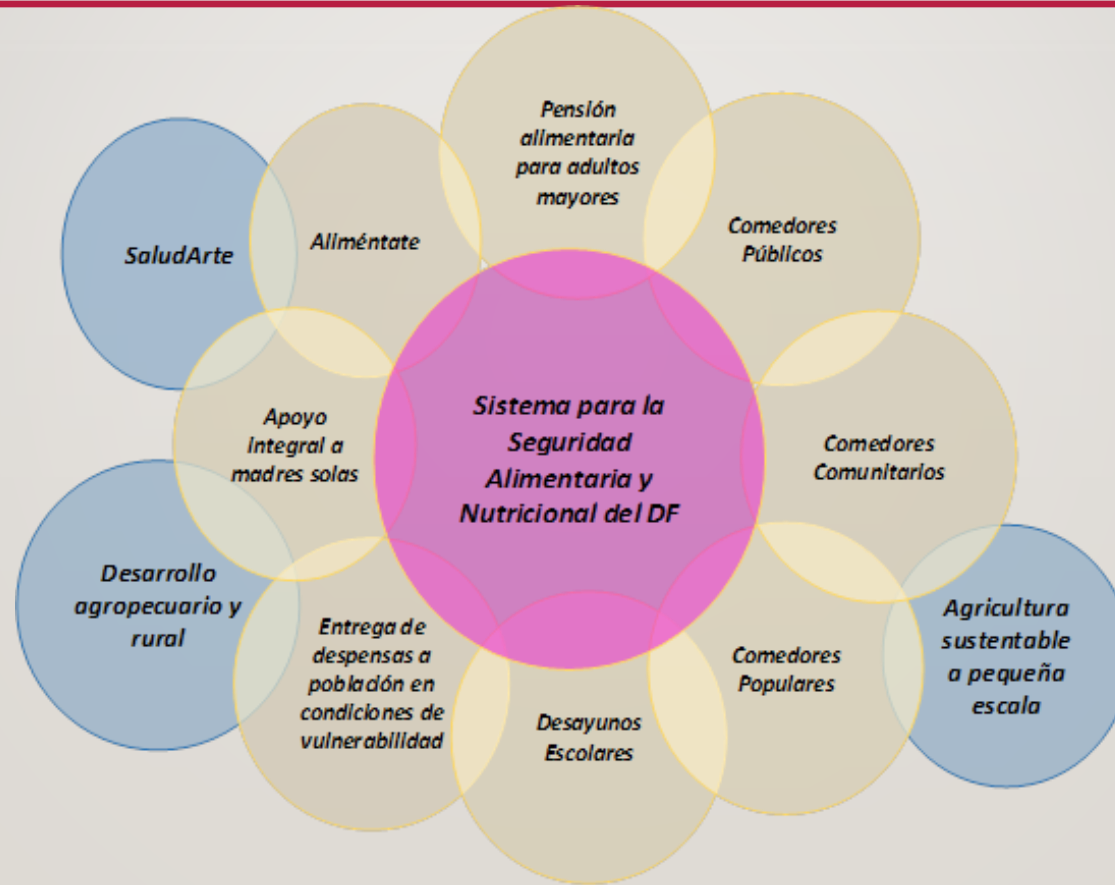 Pensión
alimentaria
para adultos
mayores
Comedores
Públicos
SaludArte
Aliméntate
Sistema para la
Seguridad
Alimentaria y
Nutricional del DF
Apoyo
integral a
madres solas
Comedores
Comunitarios
Desarrollo
agropecuario y
rural
Entrega de
despensas a
población en
condiciones de
vulnerabilidad
Desayunos
Escolares
Comedores
Populares
Agricultura
sustentable
a pequeña
escala